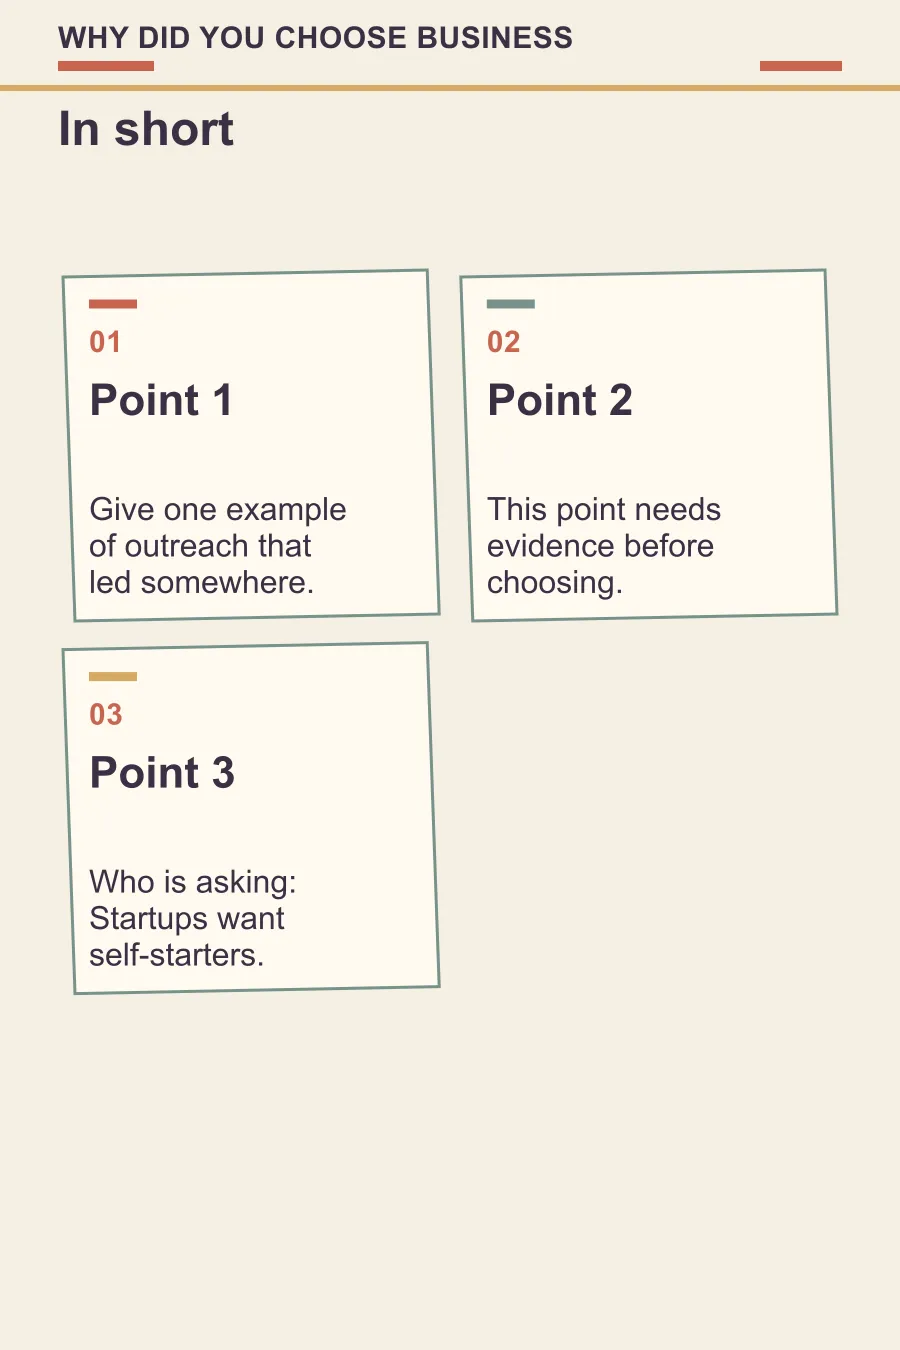 WHY DID YOU CHOOSE BUSINESS
In short
01
Point 1
Give one example
of outreach that
led somewhere.
02
Point 2
This point needs
evidence before
choosing.
03
Point 3
Who is asking:
Startups want
self-starters.